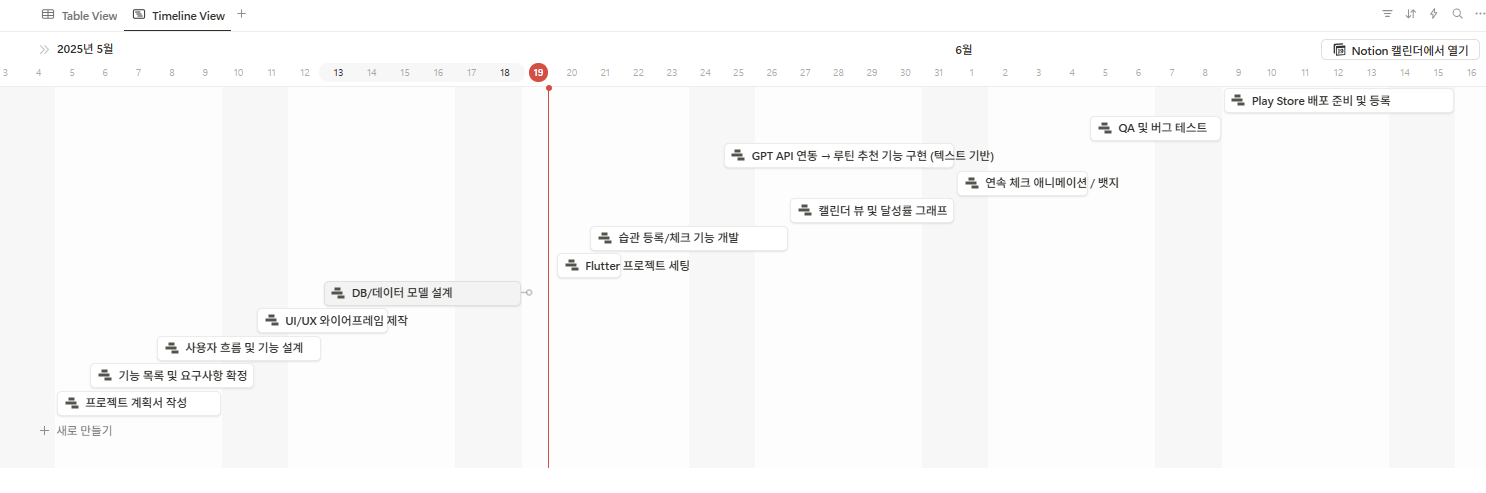 Table View Timeline View
2025년 5월 6월 Notion 캘린더에서 열기
3 4 5 6 7 8 9 10 11 12 13 14 15 16 17 18 19 20 21 22 23 24 25 26 27 28 29 30 31 1 2 3 4 5 6 7 8 9 10 11 12 13 14 15 16
Play Store 배포 준비 및 등록
QA 및 버그 테스트
GPT API 연동 → 루틴 추천 기능 구현 (텍스트 기반)
연속 체크 애니메이션 / 뱃지
캘린더 뷰 및 달성률 그래프
습관 등록/체크 기능 개발
Flutter 프로젝트 세팅
DB/데이터 모델 설계
UI/UX 와이어프레임 제작
사용자 흐름 및 기능 설계
기능 목록 및 요구사항 확정
프로젝트 계획서 작성
새로 만들기